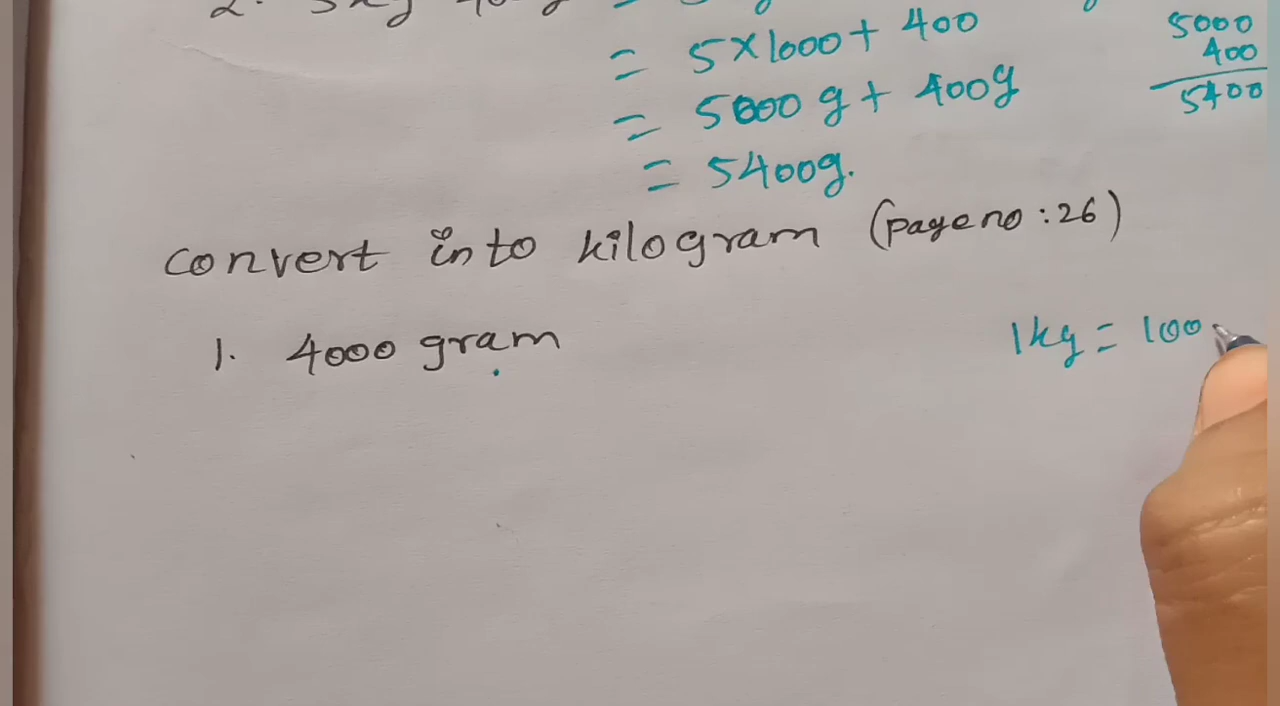 = 5×1000+ 400
= 5000 g + 400g
= 5400g.
5000
400
5400
convert into kilogram (page no :26)
1. 4000 gram
1kg = 100